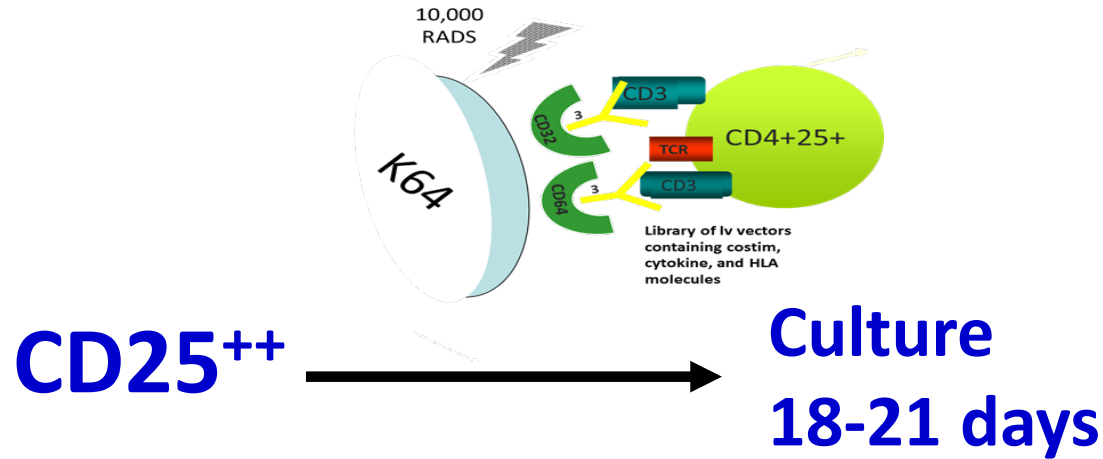 10,000
RADS
CD3
CD32
3
TCR
CD4+25+
K64
CD64
3
CD3
Library of lv vectors
containing costim,
cytokine, and HLA
molecules
CD25++
Culture
18-21 days